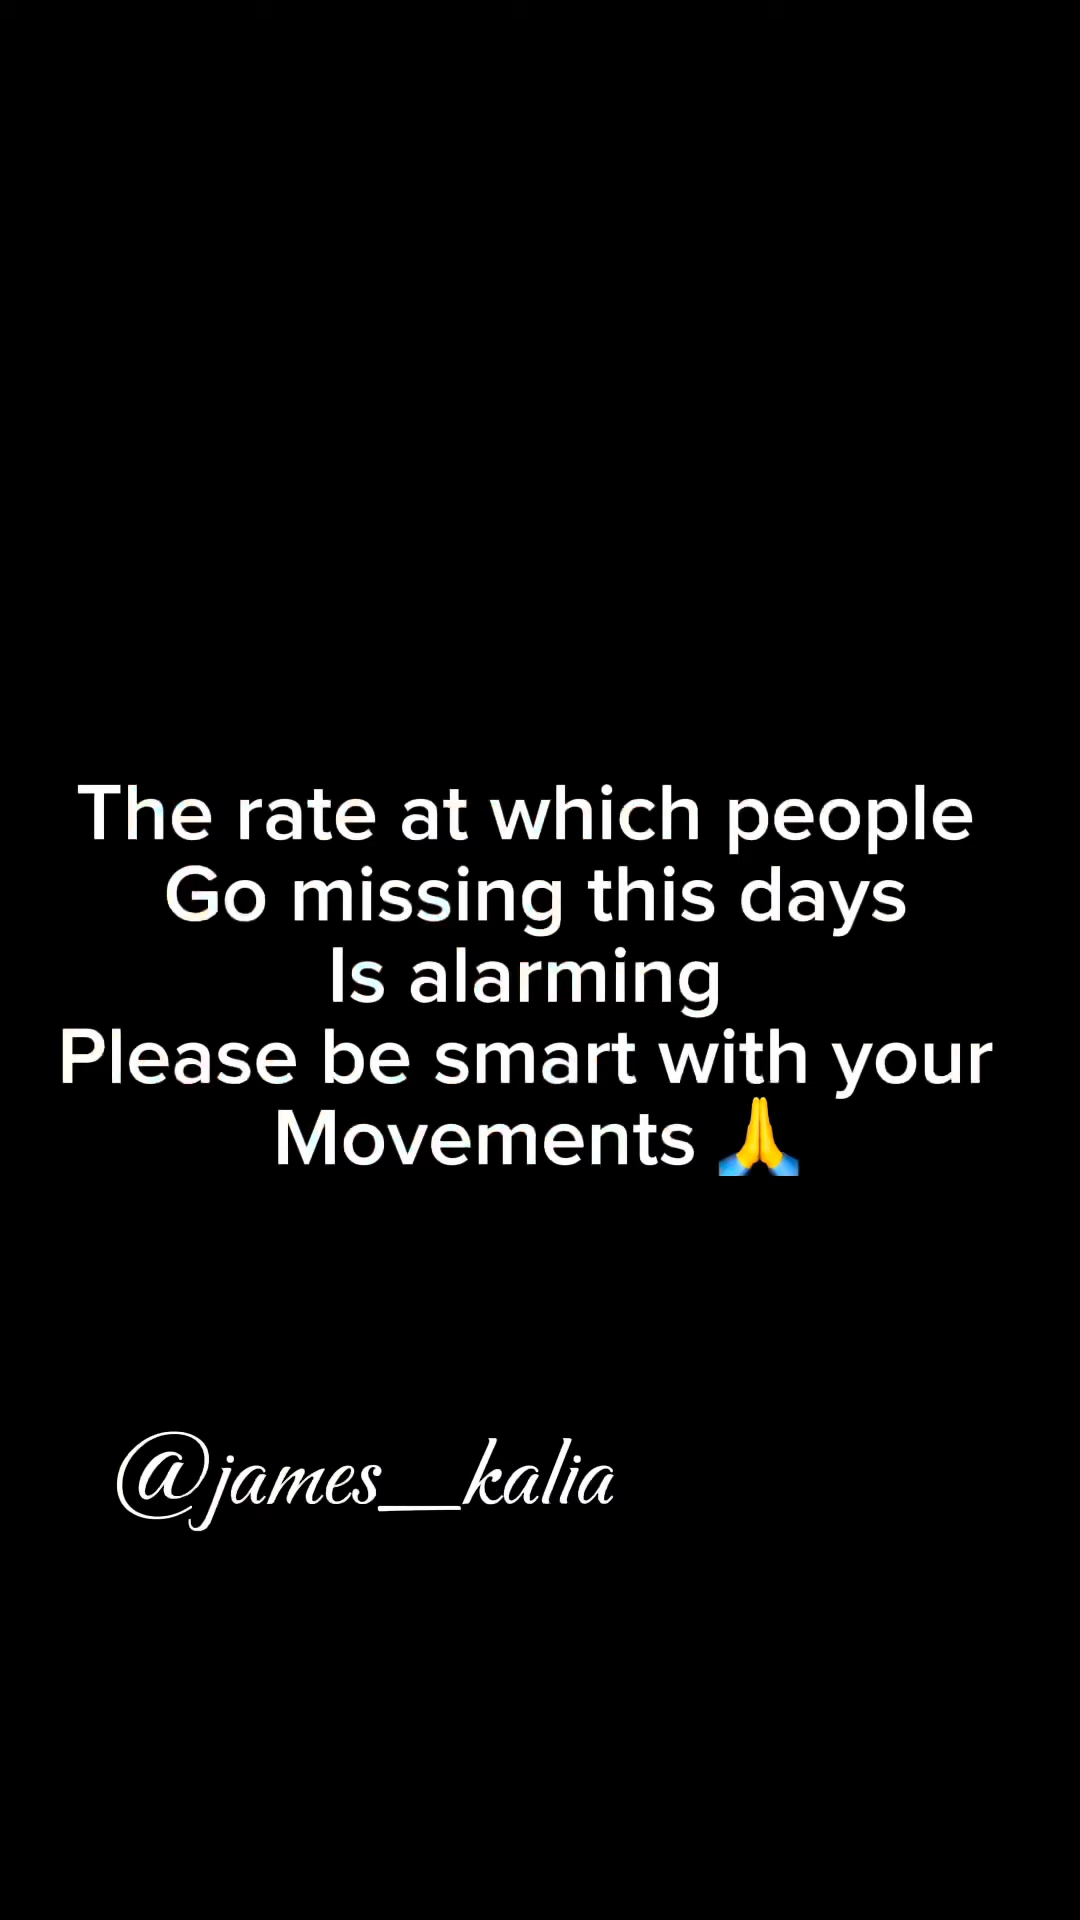 The rate at which people
Go missing this days
Is alarming
Please be smart with your
Movements 🙏
@james__kalia